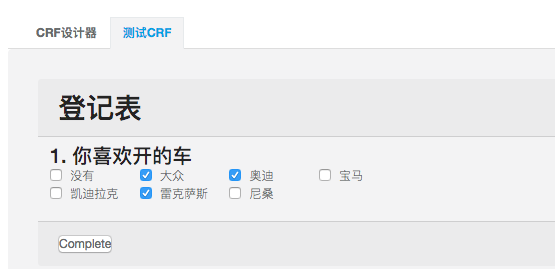 CRF设计器 测试CRF
登记表
1. 你喜欢开的车
没有 大众 奥迪 宝马
凯迪拉克 雷克萨斯 尼桑
Complete